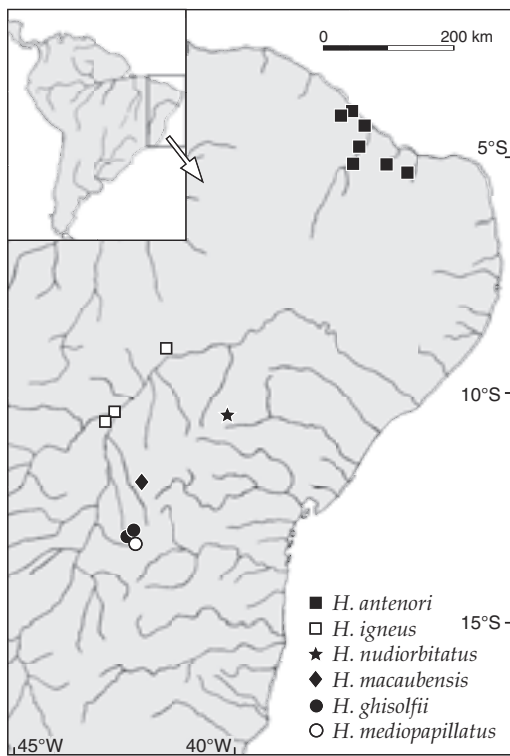 0 200 km
5°S
10°S
15°S
H. antenori
H. igneus
H. nudiorbitatus
H. macaubensis
H. ghisolfii
H. mediopapillatus
45°W 40°W